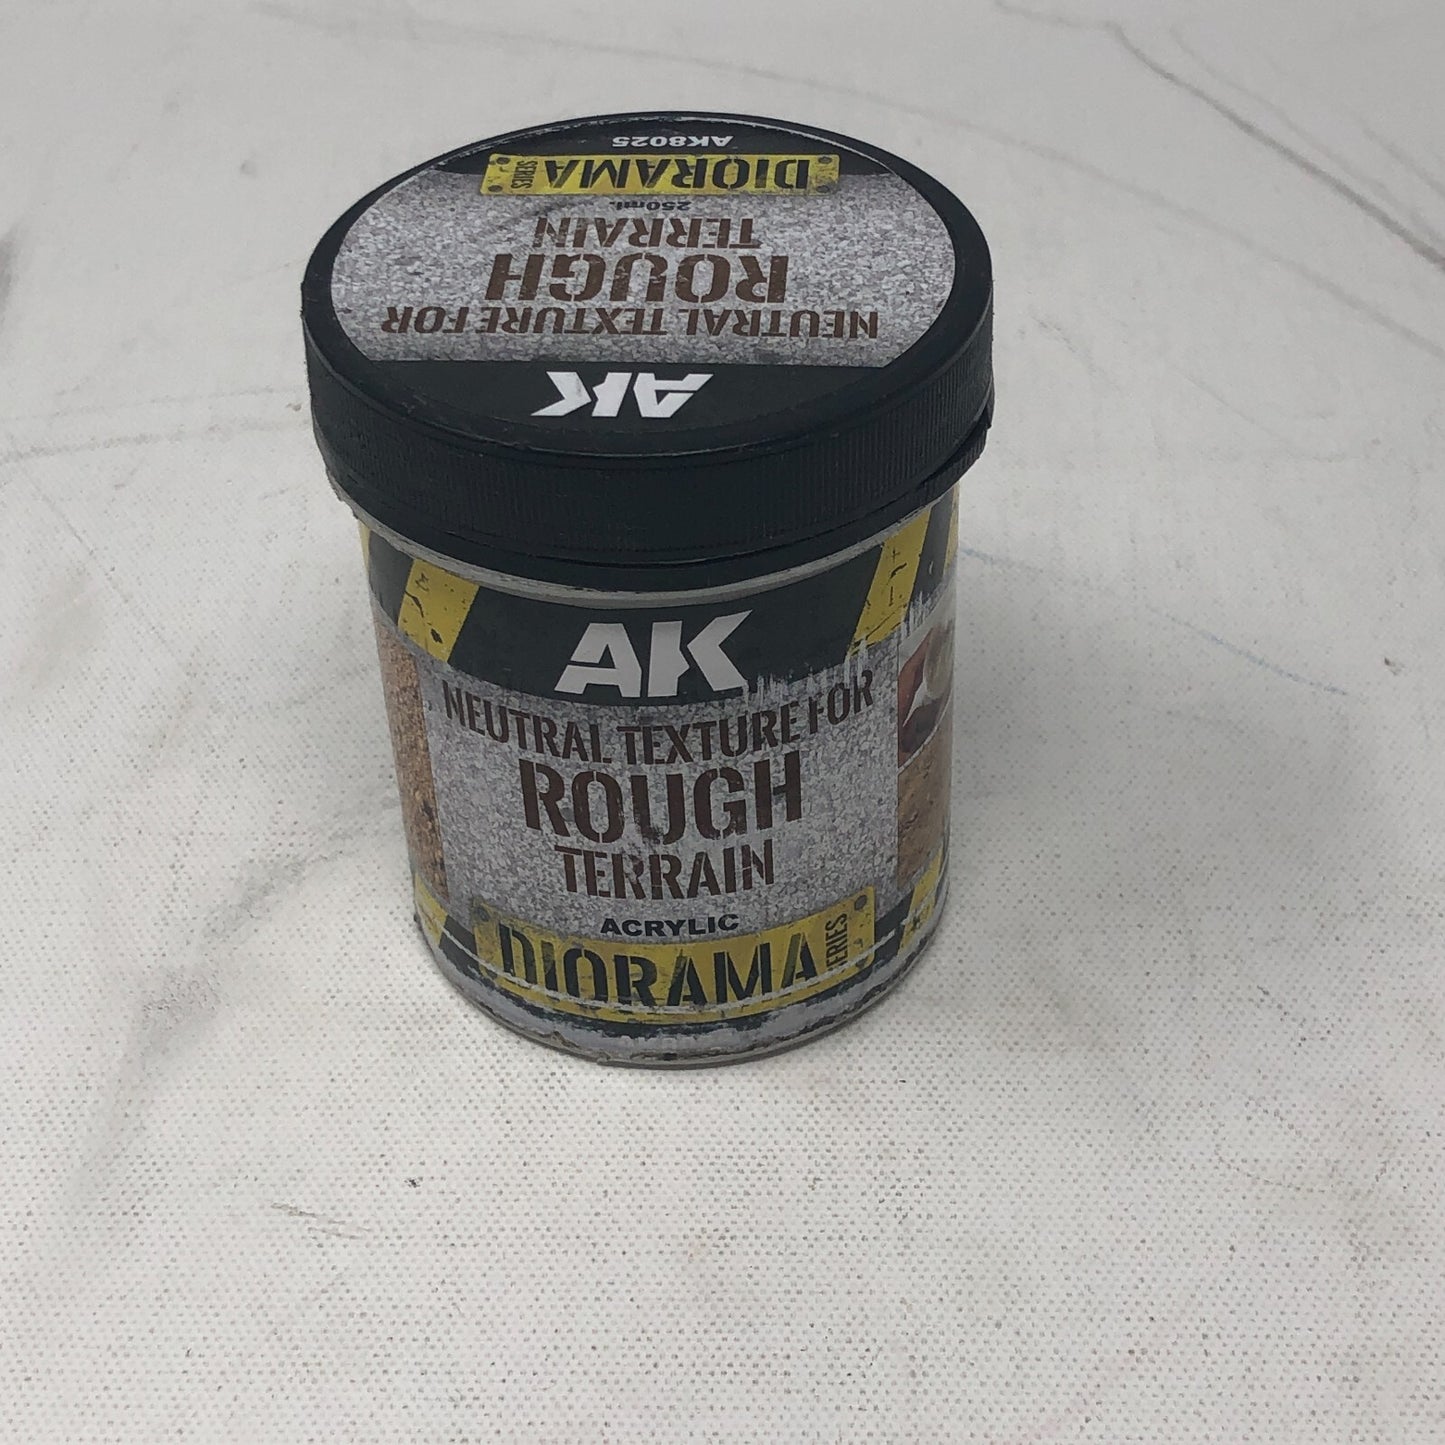 AK8025
DIORAMA SERIES
250ml.
NEUTRAL TEXTURE FOR
ROUGH
TERRAIN
AK
AK
NEUTRAL TEXTURE FOR
ROUGH
TERRAIN
ACRYLIC
DIORAMA SERIES